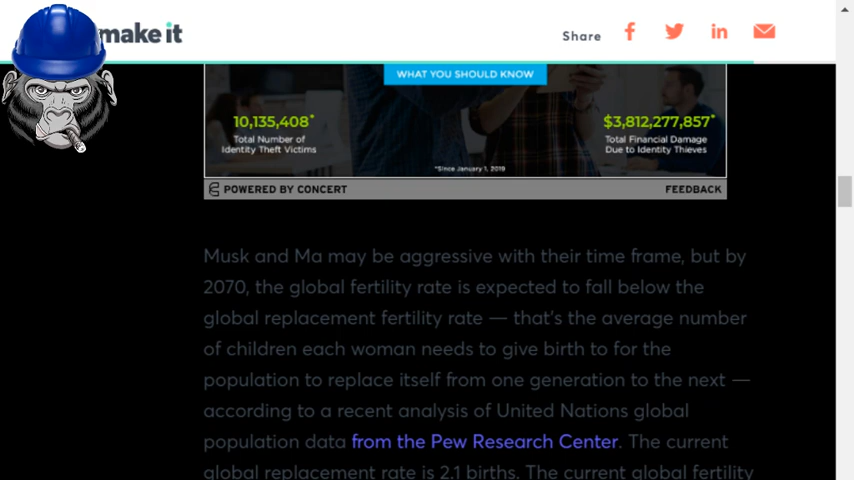 make it
Share
WHAT YOU SHOULD KNOW
10,135,408*
Total Number of
Identity Theft Victims
$3,812,277,857*
Total Financial Damage
Due to Identity Thieves
*Since January 1, 2019
POWERED BY CONCERT
FEEDBACK
Musk and Ma may be aggressive with their time frame, but by
2070, the global fertility rate is expected to fall below the
global replacement fertility rate — that's the average number
of children each woman needs to give birth to for the
population to replace itself from one generation to the next —
according to a recent analysis of United Nations global
population data from the Pew Research Center. The current
global replacement rate is 2.1 births. The current global fertility